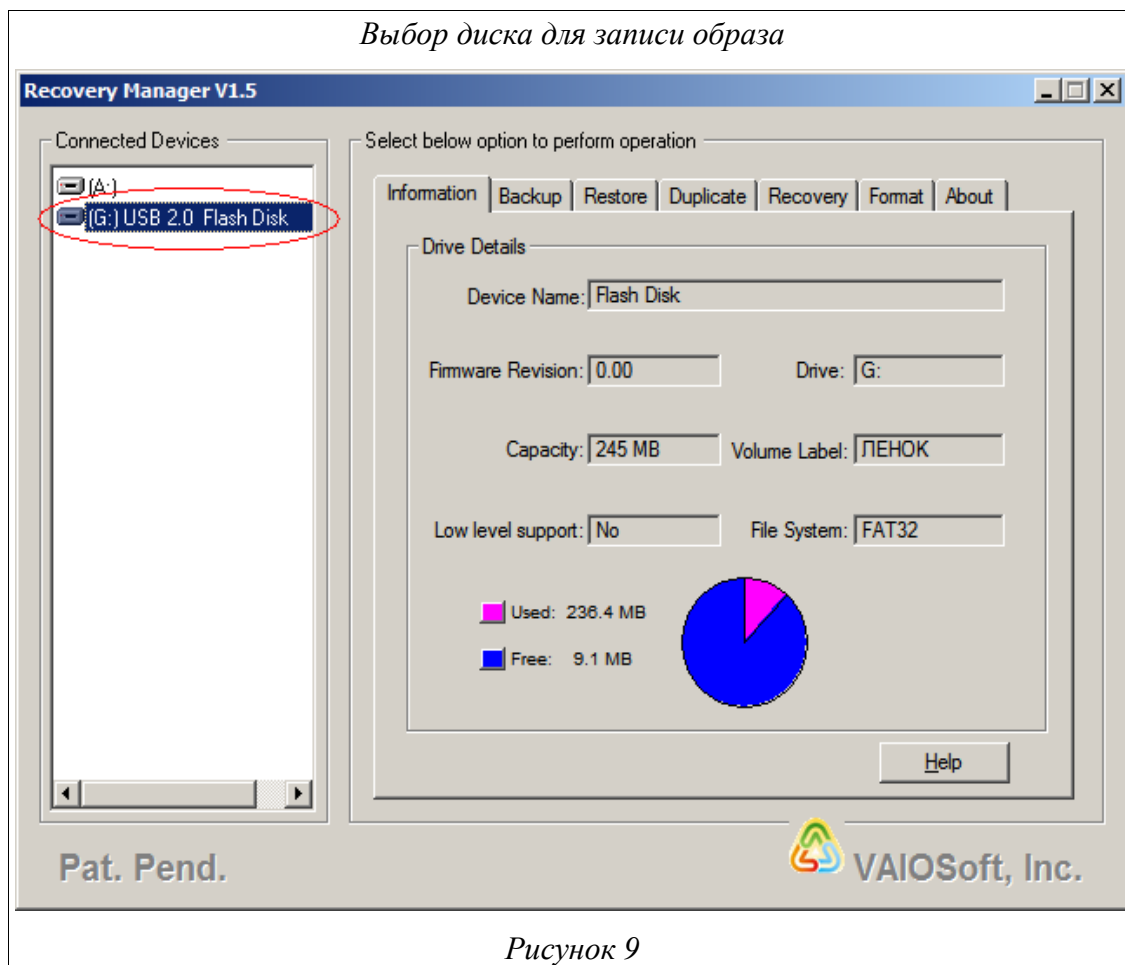 Выбор диска для записи образа
Recovery Manager V1.5
Connected Devices
(A:)
(G:) USB 2.0 Flash Disk
Select below option to perform operation
Information Backup Restore Duplicate Recovery Format About
Drive Details
Device Name: Flash Disk
Firmware Revision: 0.00 Drive: G:
Capacity: 245 MB Volume Label: ПЕНОК
Low level support: No File System: FAT32
Used: 236.4 MB
Free: 9.1 MB
Help
Pat. Pend. VAIOSoft, Inc.
Рисунок 9